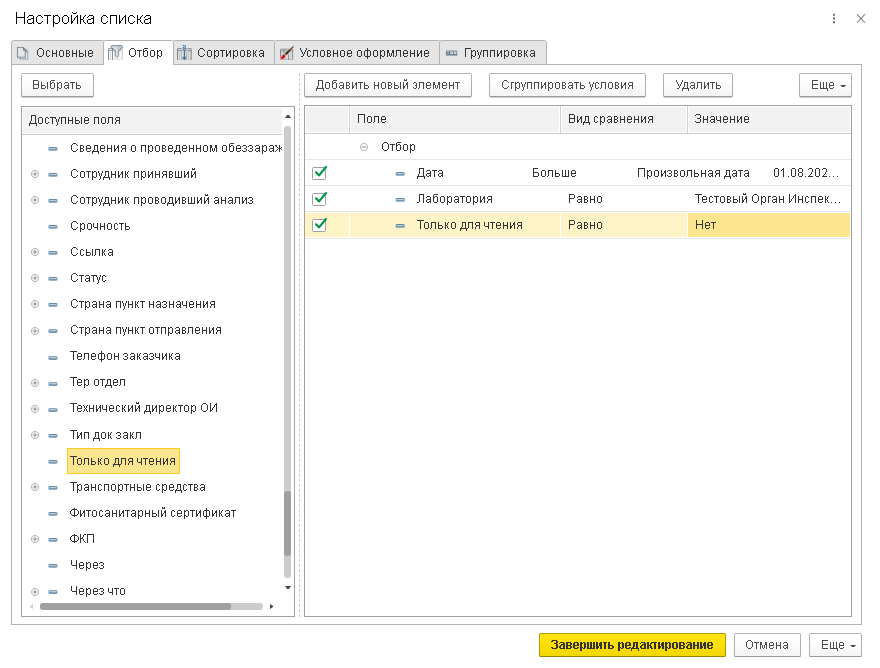 Настройка списка
Основные Отбор Сортировка Условное оформление Группировка
Выбрать Добавить новый элемент Сгруппировать условия Удалить Еще
Доступные поля
Сведения о проведенном обеззараж
Сотрудник принявший
Сотрудник проводивший анализ
Срочность
Ссылка
Статус
Страна пункт назначения
Страна пункт отправления
Телефон заказчика
Тер отдел
Технический директор ОИ
Тип док закл
Только для чтения
Транспортные средства
Фитосанитарный сертификат
ФКП
Через
Через что
Поле Вид сравнения Значение
Отбор
Дата Больше Произвольная дата 01.08.202...
Лаборатория Равно Тестовый Орган Инспек...
Только для чтения Равно Нет
Завершить редактирование Отмена Еще